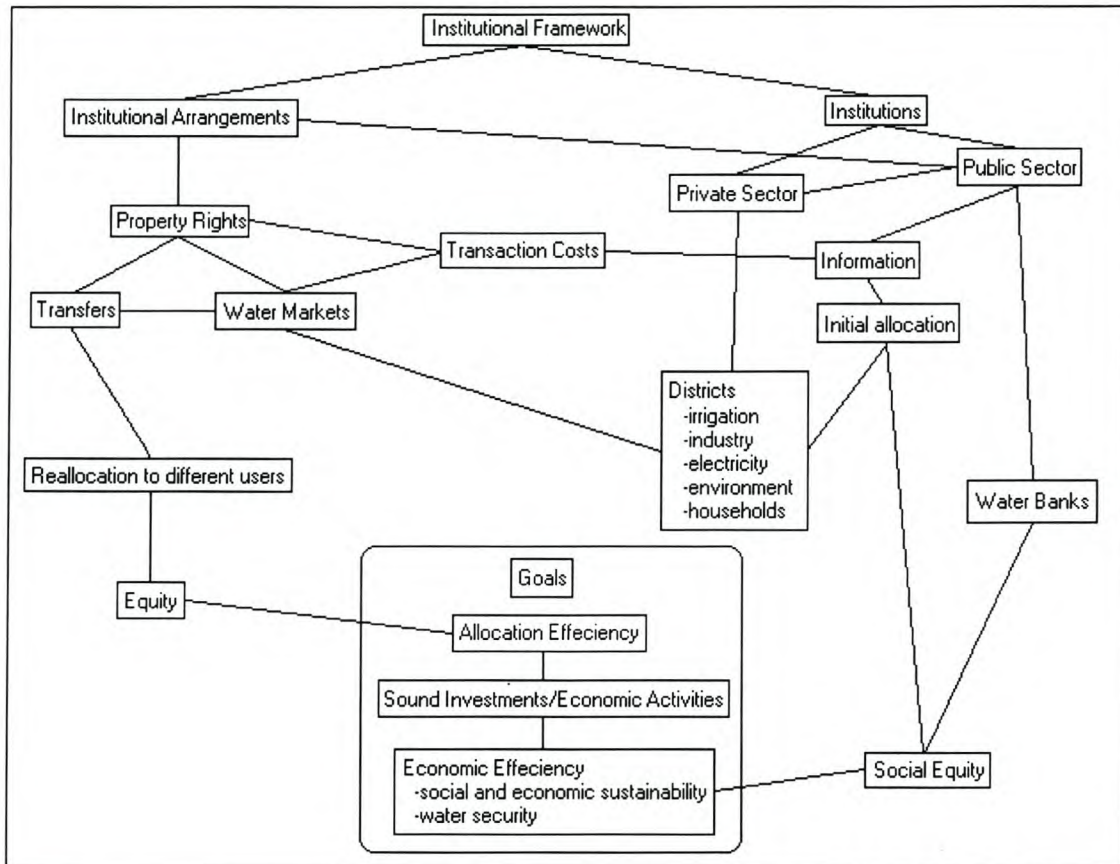 Institutional Framework
Institutional Arrangements
Institutions
Public Sector
Private Sector
Property Rights
Transaction Costs
Information
Transfers
Water Markets
Initial allocation
Districts
-irrigation
-industry
-electricity
-environment
-households
Reallocation to different users
Water Banks
Goals
Equity
Allocation Effeciency
Sound Investments/Economic Activities
Economic Effeciency
-social and economic sustainability
-water security
Social Equity